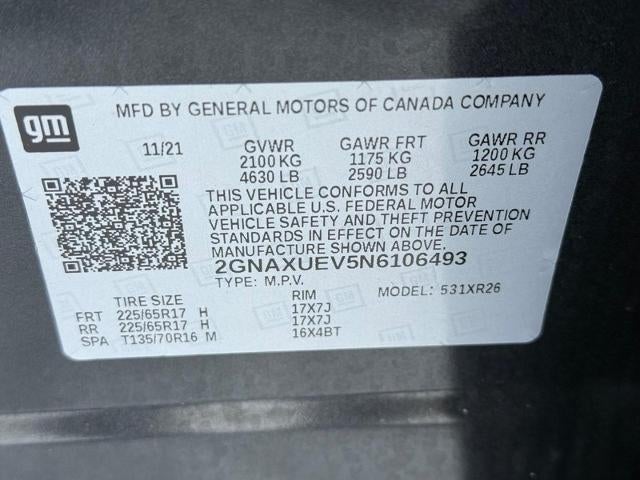 gm
MFD BY GENERAL MOTORS OF CANADA COMPANY
11/21 GVWR GAWR FRT GAWR RR
2100 KG 1175 KG 1200 KG
4630 LB 2590 LB 2645 LB
THIS VEHICLE CONFORMS TO ALL
APPLICABLE U.S. FEDERAL MOTOR
VEHICLE SAFETY AND THEFT PREVENTION
STANDARDS IN EFFECT ON THE DATE OF
MANUFACTURE SHOWN ABOVE.
2GNAXUEV5N6106493
TYPE: M.P.V. MODEL: 531XR26
TIRE SIZE RIM
FRT 225/65R17 H 17X7J
RR 225/65R17 H 17X7J
SPA T135/70R16 M 16X4BT